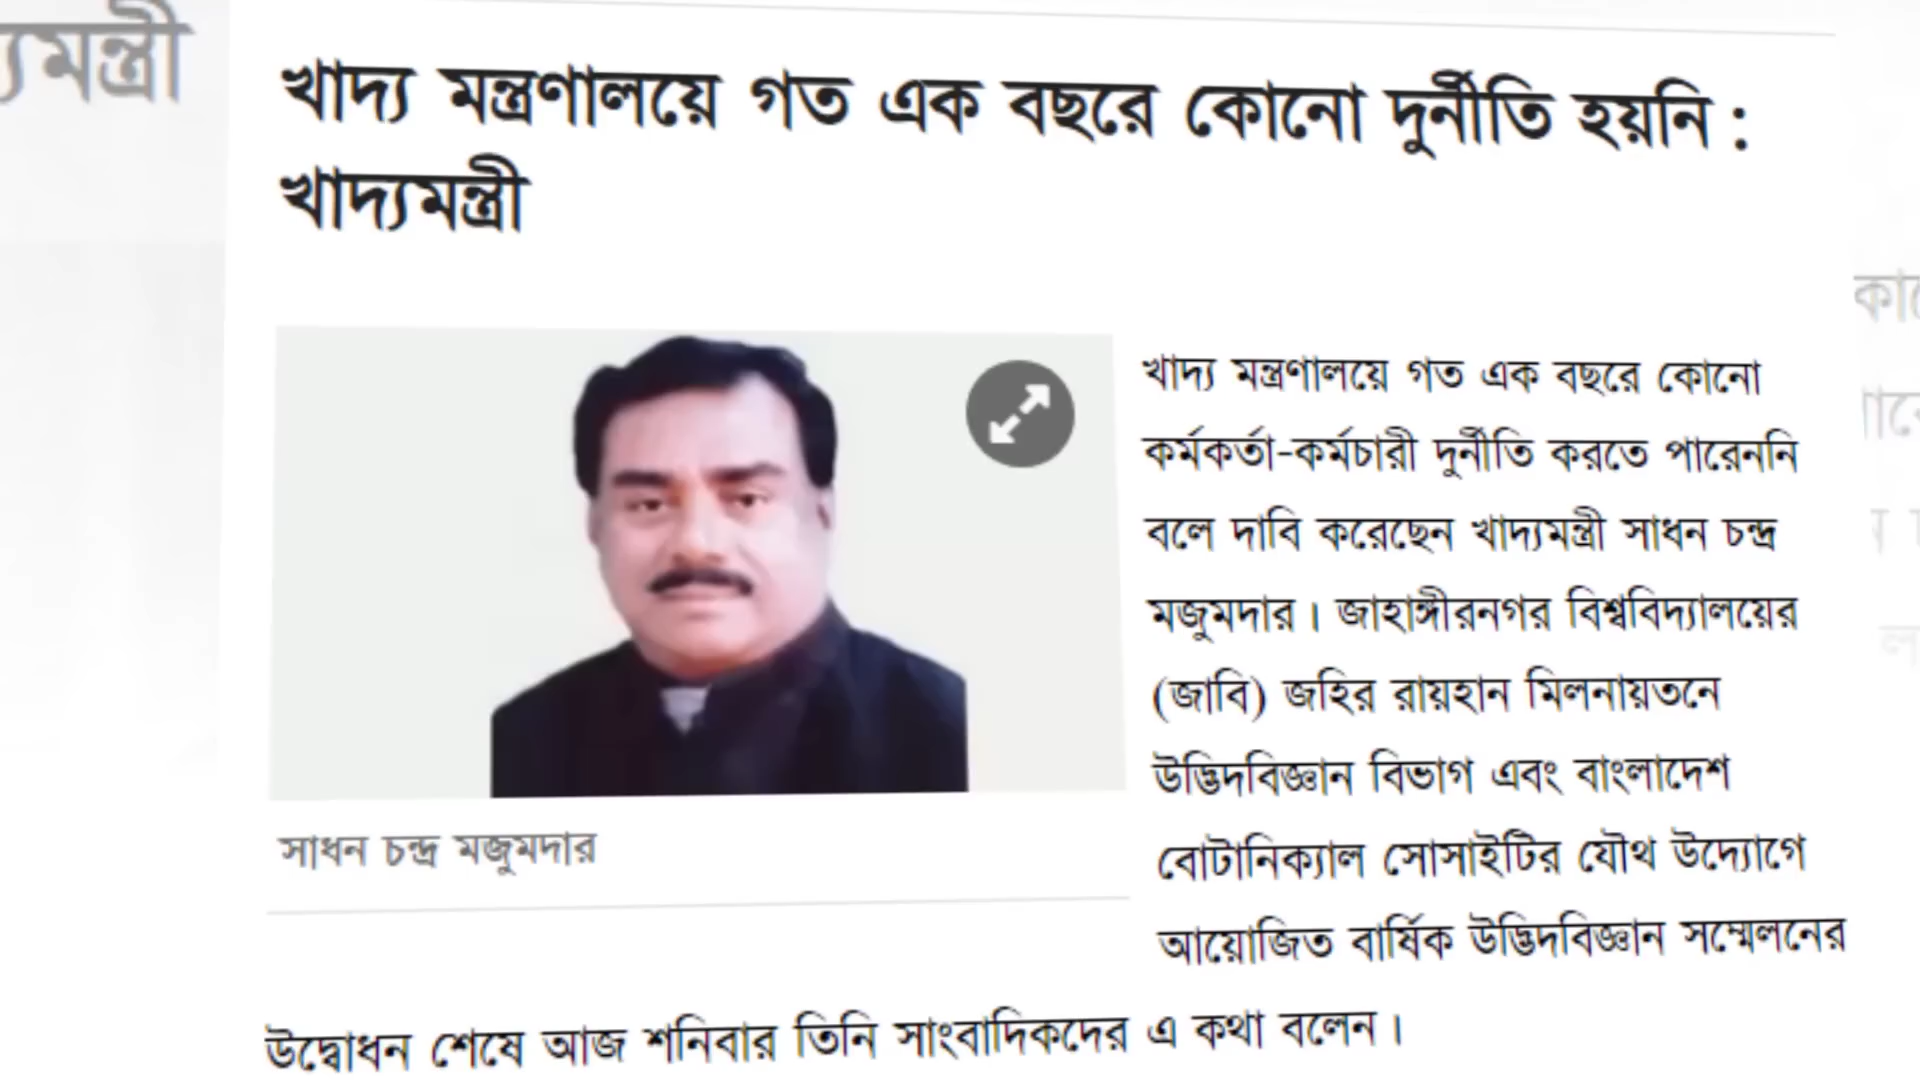 খাদ্য মন্ত্রণালয়ে গত এক বছরে কোনো দুর্নীতি হয়নি :
খাদ্যমন্ত্রী
খাদ্য মন্ত্রণালয়ে গত এক বছরে কোনো
কর্মকর্তা-কর্মচারী দুর্নীতি করতে পারেননি
বলে দাবি করেছেন খাদ্যমন্ত্রী সাধন চন্দ্র
মজুমদার। জাহাঙ্গীরনগর বিশ্ববিদ্যালয়ের
(জাবি) জহির রায়হান মিলনায়তনে
উদ্ভিদবিজ্ঞান বিভাগ এবং বাংলাদেশ
বোটানিক্যাল সোসাইটির যৌথ উদ্যোগে
আয়োজিত বার্ষিক উদ্ভিদবিজ্ঞান সম্মেলনের
উদ্বোধন শেষে আজ শনিবার তিনি সাংবাদিকদের এ কথা বলেন।
সাধন চন্দ্র মজুমদার